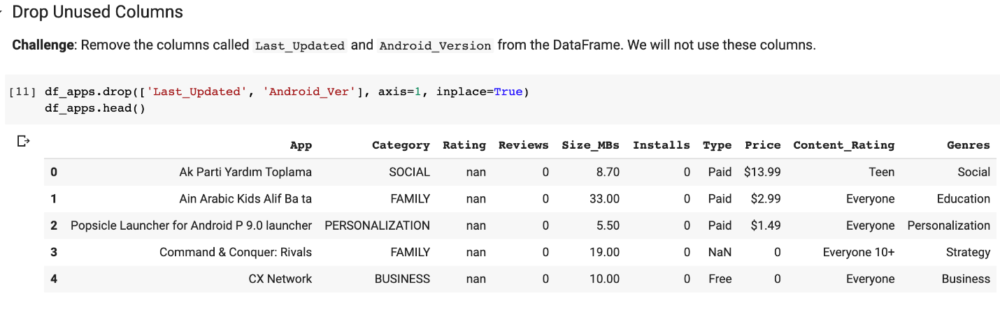 Drop Unused Columns
Challenge: Remove the columns called Last_Updated and Android_Version from the DataFrame. We will not use these columns.
[11] df_apps.drop(['Last_Updated', 'Android_Ver'], axis=1, inplace=True)
df_apps.head()
App Category Rating Reviews Size_MBs Installs Type Price Content_Rating Genres
0 Ak Parti Yardım Toplama SOCIAL nan 0 8.70 0 Paid $13.99 Teen Social
1 Ain Arabic Kids Alif Ba ta FAMILY nan 0 33.00 0 Paid $2.99 Everyone Education
2 Popsicle Launcher for Android P 9.0 launcher PERSONALIZATION nan 0 5.50 0 Paid $1.49 Everyone Personalization
3 Command & Conquer: Rivals FAMILY nan 0 19.00 0 NaN 0 Everyone 10+ Strategy
4 CX Network BUSINESS nan 0 10.00 0 Free 0 Everyone Business